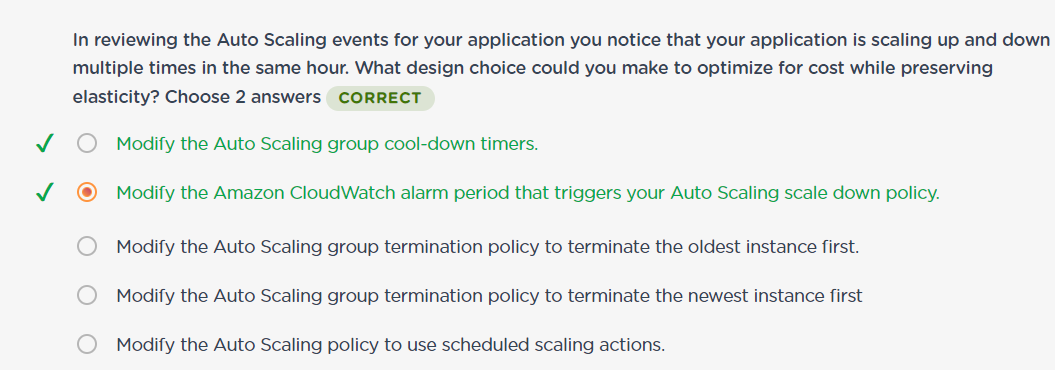 In reviewing the Auto Scaling events for your application you notice that your application is scaling up and down
multiple times in the same hour. What design choice could you make to optimize for cost while preserving
elasticity? Choose 2 answers CORRECT
Modify the Auto Scaling group cool-down timers.
Modify the Amazon CloudWatch alarm period that triggers your Auto Scaling scale down policy.
Modify the Auto Scaling group termination policy to terminate the oldest instance first.
Modify the Auto Scaling group termination policy to terminate the newest instance first
Modify the Auto Scaling policy to use scheduled scaling actions.